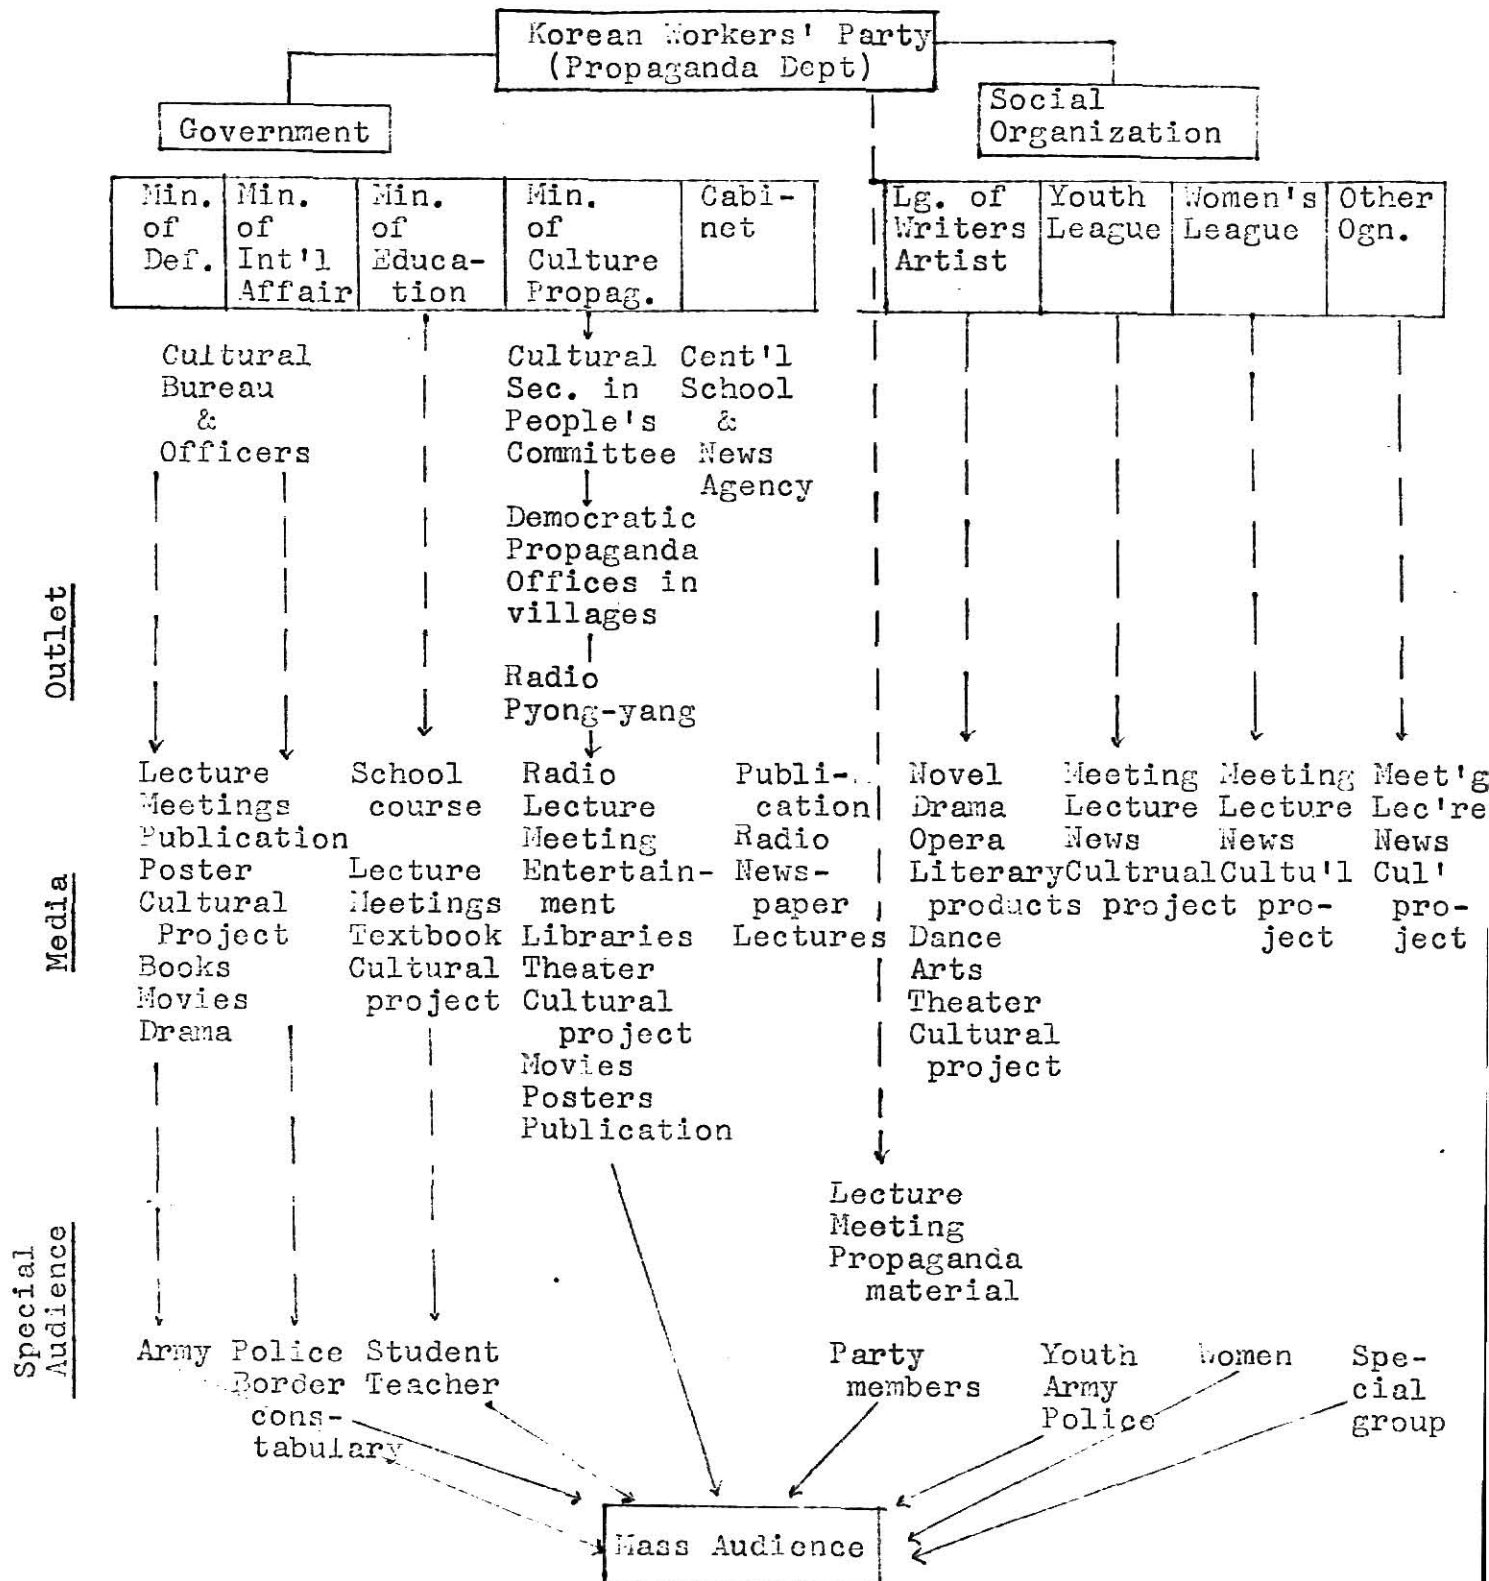 Korean Workers' Party
(Propaganda Dept)
Government
Social
Organization
Min.
of
Def.
Min.
of
Int'l
Affair
Min.
of
Educa-
tion
Min.
of
Culture
Propag.
Cabi-
net
Lg. of
Writers
Artist
Youth
League
Women's
League
Other
Ogn.
Outlet
Cultural
Bureau
&
Officers
Cultural
Sec. in
People's
Committee
Cent'l
School
&
News
Agency
Democratic
Propaganda
Offices in
villages
Radio
Pyong-yang
Media
Lecture
Meetings
Publication
Poster
Cultural
Project
Books
Movies
Drama
School
course
Lecture
Meetings
Textbook
Cultural
project
Radio
Lecture
Meeting
Entertain-
ment
Libraries
Theater
Cultural
project
Movies
Posters
Publication
Publi-
cation
Radio
News-
paper
Lectures
Novel
Drama
Opera
Literary
products
Dance
Arts
Theater
Cultural
project
Meeting
Lecture
News
Cultrual
project
Meeting
Lecture
News
Cultu'l
pro-
ject
Meet'g
Lec're
News
Cul'
pro-
ject
Lecture
Meeting
Propaganda
material
Special
Audience
Army
Police
Border
cons-
tabulary
Student
Teacher
Party
members
Youth
Army
Police
Women
Spe-
cial
group
Mass Audience